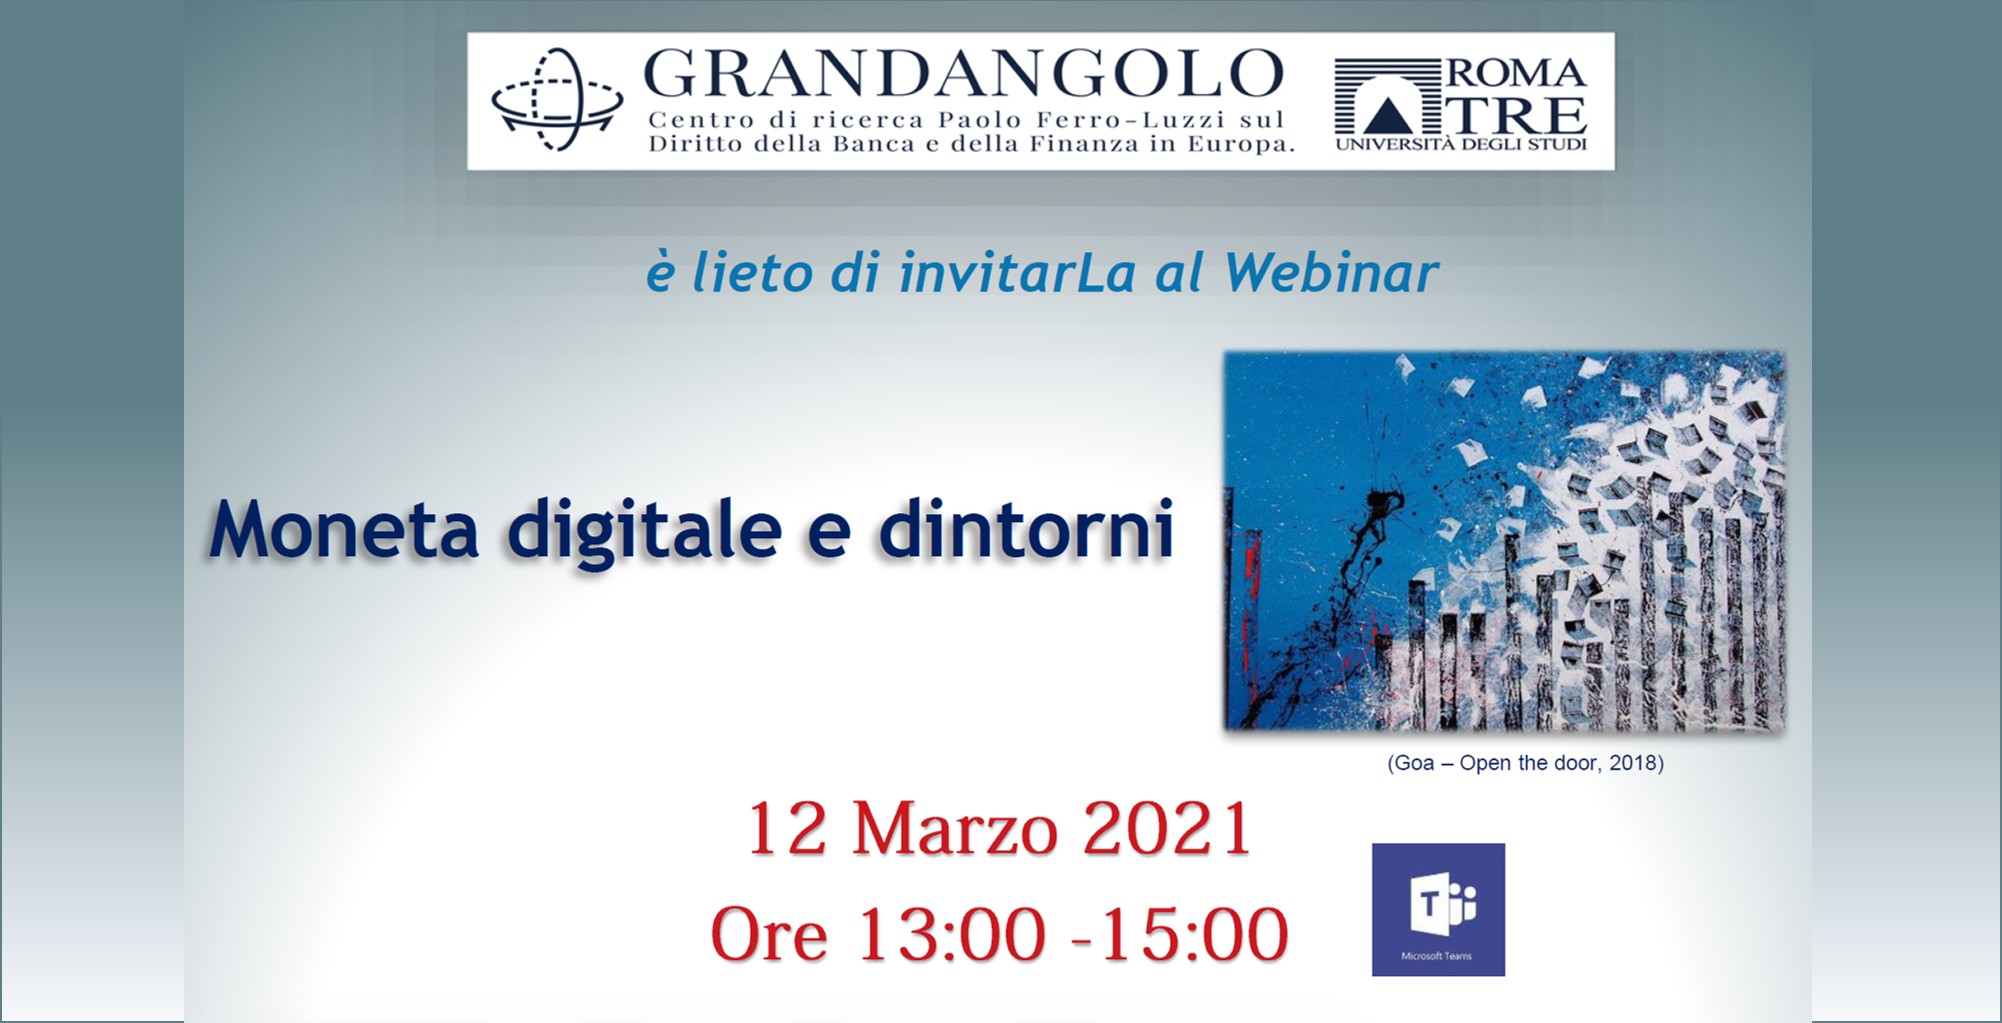 GRANDANGOLO
Centro di ricerca Paolo Ferro-Luzzi sul
Diritto della Banca e della Finanza in Europa.
ROMA
TRE
UNIVERSITÀ DEGLI STUDI
è lieto di invitarLa al Webinar
Moneta digitale e dintorni
(Goa – Open the door, 2018)
12 Marzo 2021
Ore 13:00 -15:00
T
Microsoft Teams